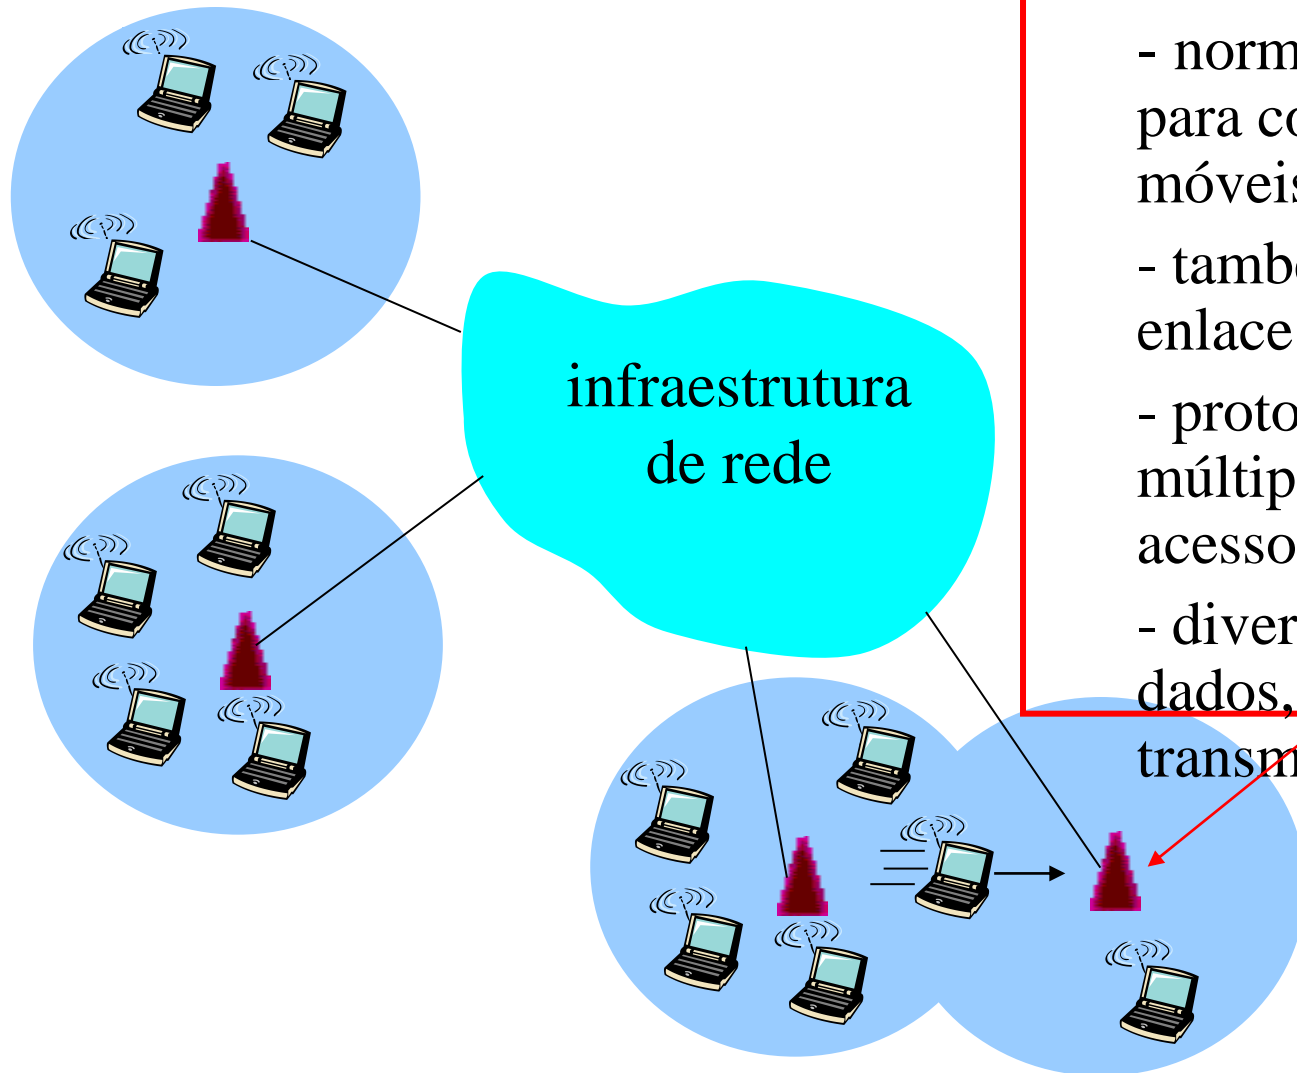 infraestrutura
de rede
- norm
para co
móveis
- tamb
enlace
- proto
múltip
acesso
- diver
dados,
transm